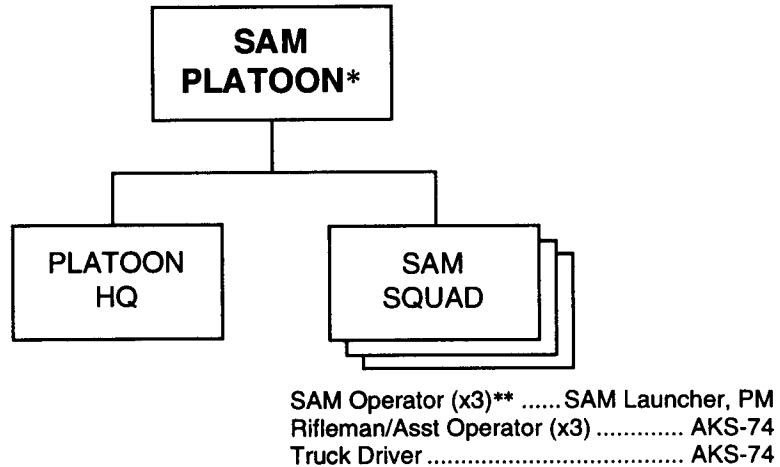 SAM
PLATOON*
PLATOON
HQ
SAM
SQUAD
SAM Operator (x3)** ...... SAM Launcher, PM
Rifleman/Asst Operator (x3) ............. AKS-74
Truck Driver ................................... AKS-74